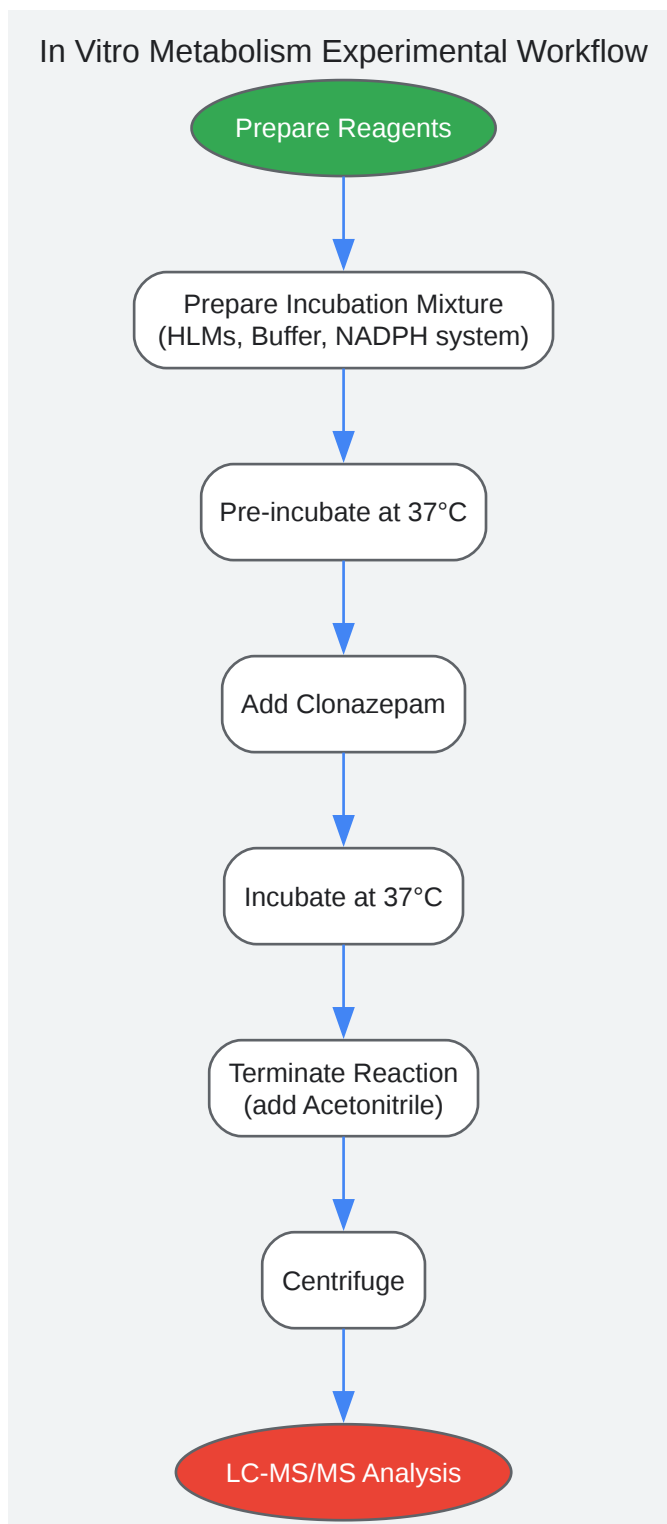 In Vitro Metabolism Experimental Workflow
Prepare Reagents
Prepare Incubation Mixture
(HLMs, Buffer, NADPH system)
Pre-incubate at 37°C
Add Clonazepam
Incubate at 37°C
Terminate Reaction
(add Acetonitrile)
Centrifuge
LC-MS/MS Analysis